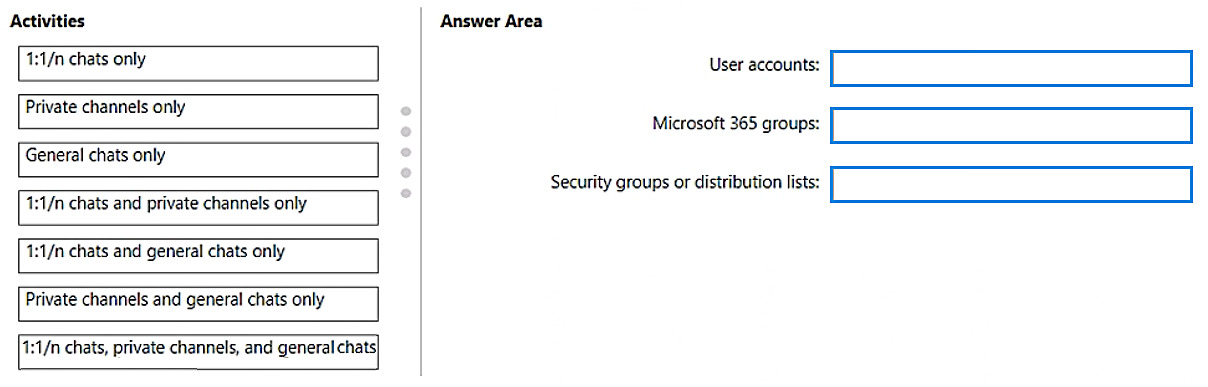 Activities
1:1/n chats only
Private channels only
General chats only
1:1/n chats and private channels only
1:1/n chats and general chats only
Private channels and general chats only
1:1/n chats, private channels, and general chats
Answer Area
User accounts:
Microsoft 365 groups:
Security groups or distribution lists: